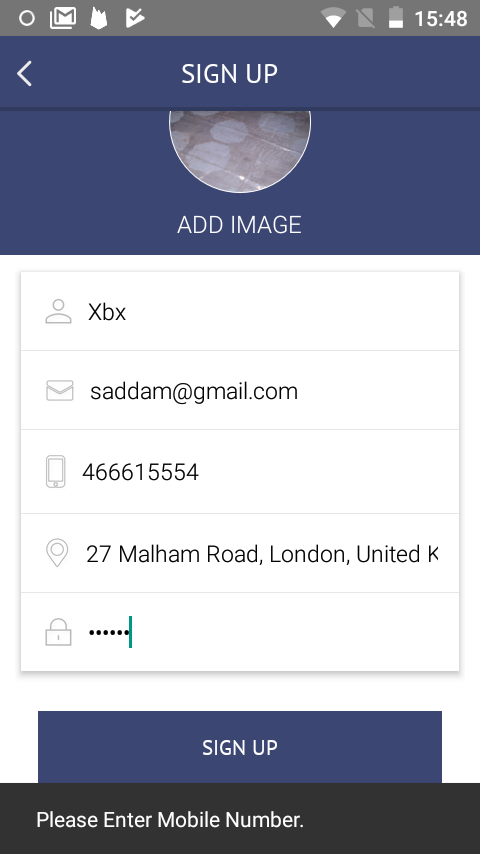 15:48
SIGN UP
ADD IMAGE
Xbx
saddam@gmail.com
466615554
27 Malham Road, London, United K
••••••
SIGN UP
Please Enter Mobile Number.